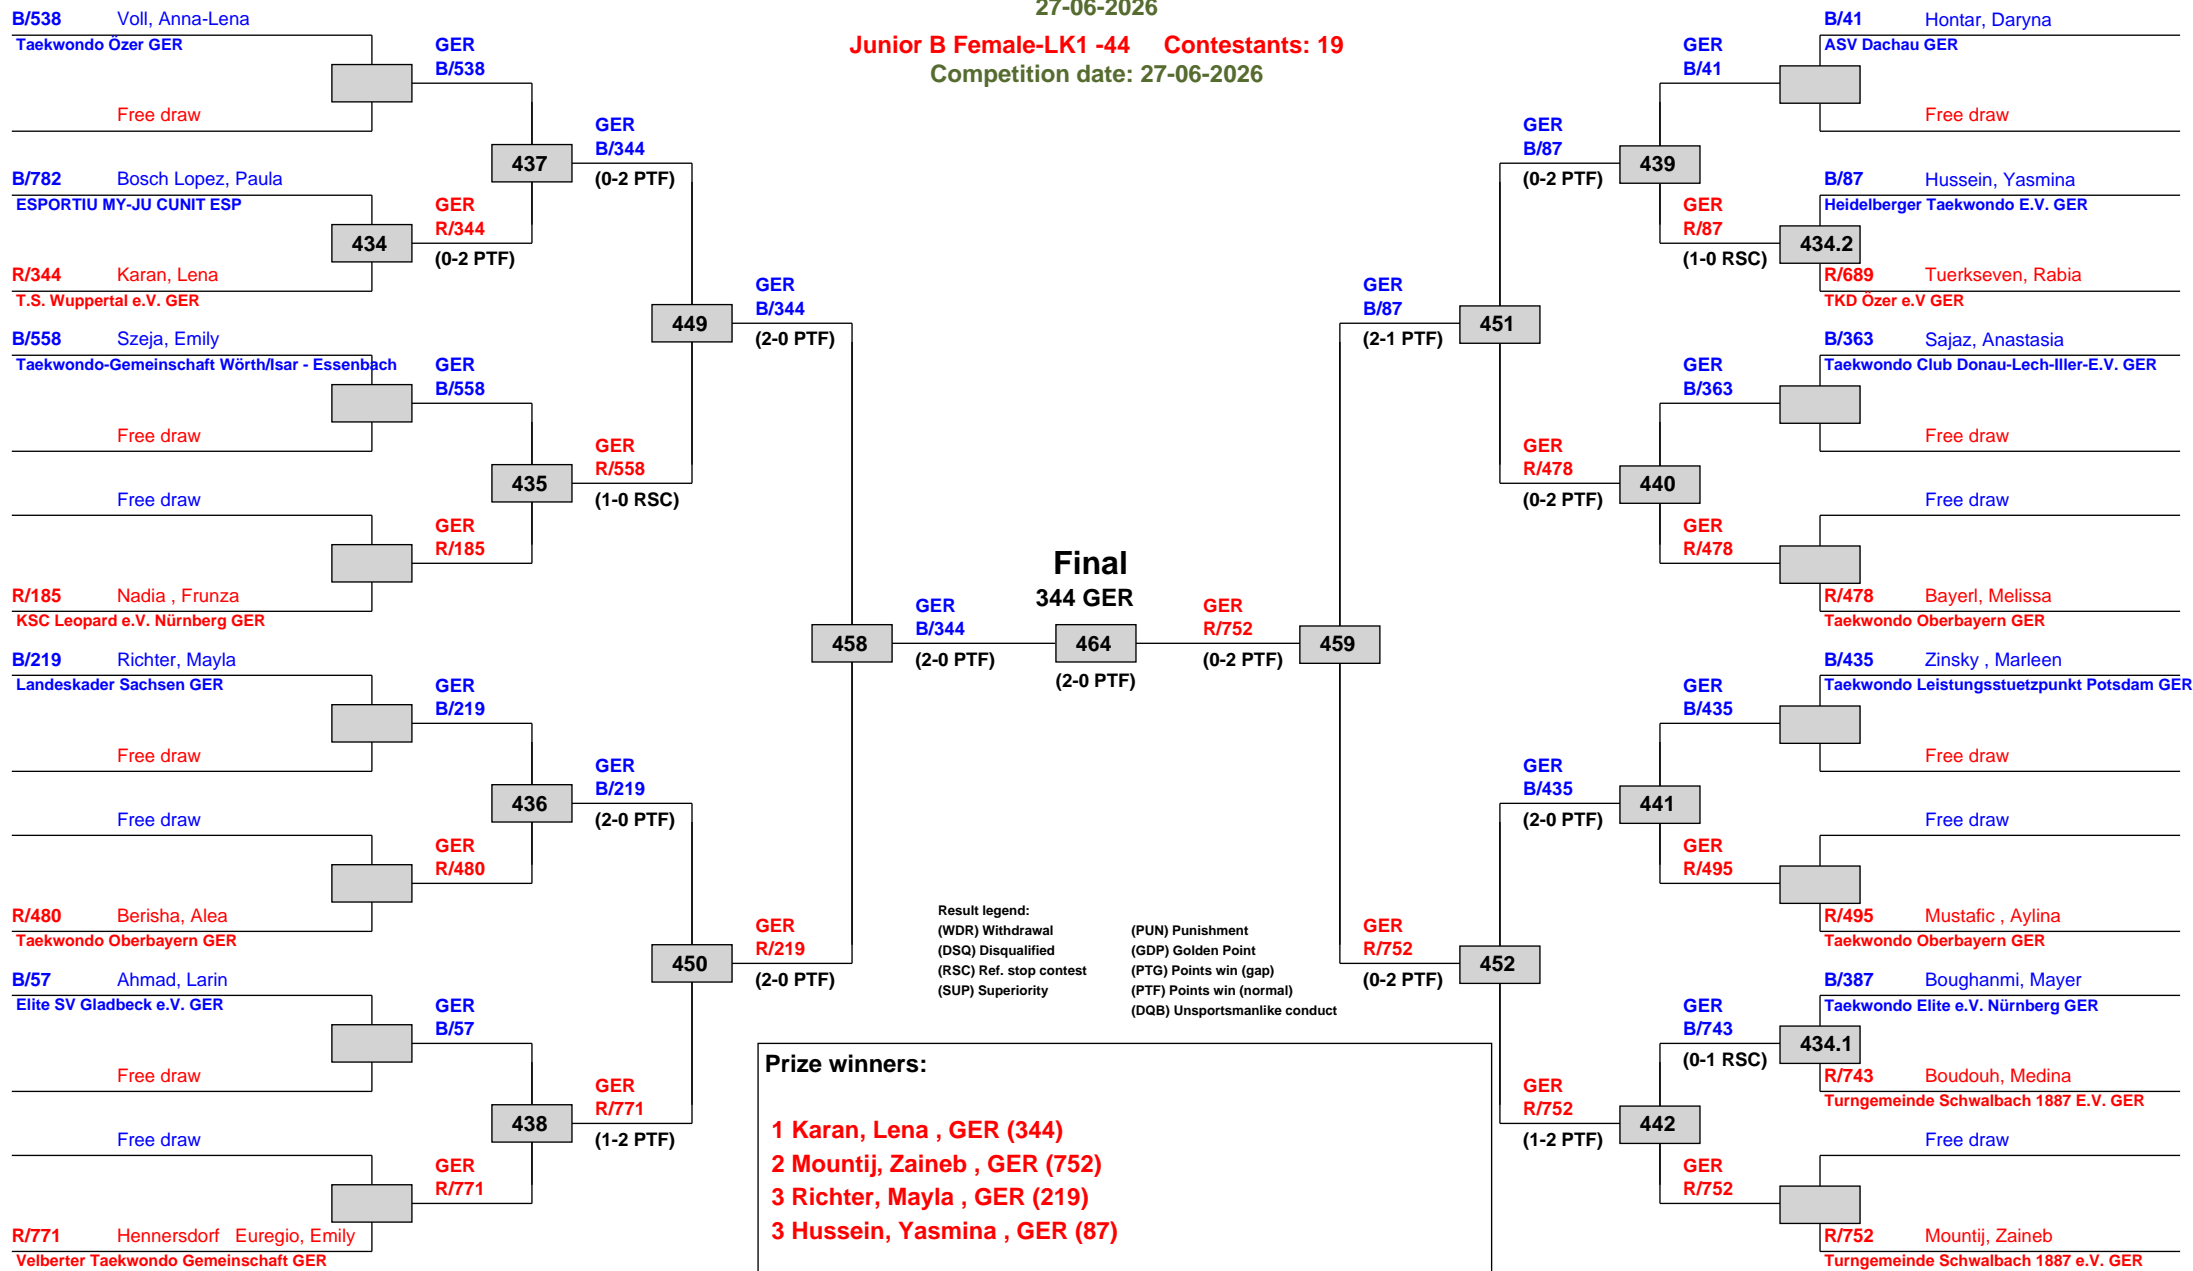 27-06-2026
Junior B Female-LK1 -44 Contestants: 19
Competition date: 27-06-2026
B/538 Voll, Anna-Lena
Taekwondo Özer GER
Free draw
B/782 Bosch Lopez, Paula
ESPORTIU MY-JU CUNIT ESP
434
R/344 Karan, Lena
T.S. Wuppertal e.V. GER
B/558 Szeja, Emily
Taekwondo-Gemeinschaft Wörth/Isar - Essenbach
Free draw
Free draw
R/185 Nadia , Frunza
KSC Leopard e.V. Nürnberg GER
B/219 Richter, Mayla
Landeskader Sachsen GER
Free draw
Free draw
R/480 Berisha, Alea
Taekwondo Oberbayern GER
B/57 Ahmad, Larin
Elite SV Gladbeck e.V. GER
Free draw
Free draw
R/771 Hennersdorf Euregio, Emily
Velberter Taekwondo Gemeinschaft GER
GER
B/538
437
GER
R/344
(0-2 PTF)
GER
B/558
435
GER
R/185
GER
B/219
436
GER
R/480
GER
B/57
438
GER
R/771
GER
B/344
(0-2 PTF)
449
GER
R/558
(1-0 RSC)
GER
B/219
(2-0 PTF)
450
GER
R/771
(1-2 PTF)
GER
B/344
(2-0 PTF)
458
GER
R/219
(2-0 PTF)
GER
B/344
(2-0 PTF)
Final
344 GER
464
(2-0 PTF)
GER
R/752
(0-2 PTF)
459
GER
B/87
(2-1 PTF)
451
GER
R/752
(0-2 PTF)
452
GER
B/87
(0-2 PTF)
439
GER
R/478
(0-2 PTF)
440
GER
B/435
(2-0 PTF)
441
GER
R/752
(1-2 PTF)
442
GER
B/41
GER
R/87
(1-0 RSC)
434.2
GER
B/363
GER
R/478
GER
B/435
GER
R/495
GER
B/743
(0-1 RSC)
434.1
GER
R/752
B/41 Hontar, Daryna
ASV Dachau GER
Free draw
B/87 Hussein, Yasmina
Heidelberger Taekwondo E.V. GER
R/689 Tuerkseven, Rabia
TKD Özer e.V GER
B/363 Sajaz, Anastasia
Taekwondo Club Donau-Lech-Iller-E.V. GER
Free draw
Free draw
R/478 Bayerl, Melissa
Taekwondo Oberbayern GER
B/435 Zinsky , Marleen
Taekwondo Leistungsstuetzpunkt Potsdam GER
Free draw
Free draw
R/495 Mustafic , Aylina
Taekwondo Oberbayern GER
B/387 Boughanmi, Mayer
Taekwondo Elite e.V. Nürnberg GER
R/743 Boudouh, Medina
Turngemeinde Schwalbach 1887 E.V. GER
Free draw
R/752 Mountij, Zaineb
Turngemeinde Schwalbach 1887 e.V. GER
Result legend:
(WDR) Withdrawal (PUN) Punishment
(DSQ) Disqualified (GDP) Golden Point
(RSC) Ref. stop contest (PTG) Points win (gap)
(SUP) Superiority (PTF) Points win (normal)
(DQB) Unsportsmanlike conduct
Prize winners:
1 Karan, Lena , GER (344)
2 Mountij, Zaineb , GER (752)
3 Richter, Mayla , GER (219)
3 Hussein, Yasmina , GER (87)